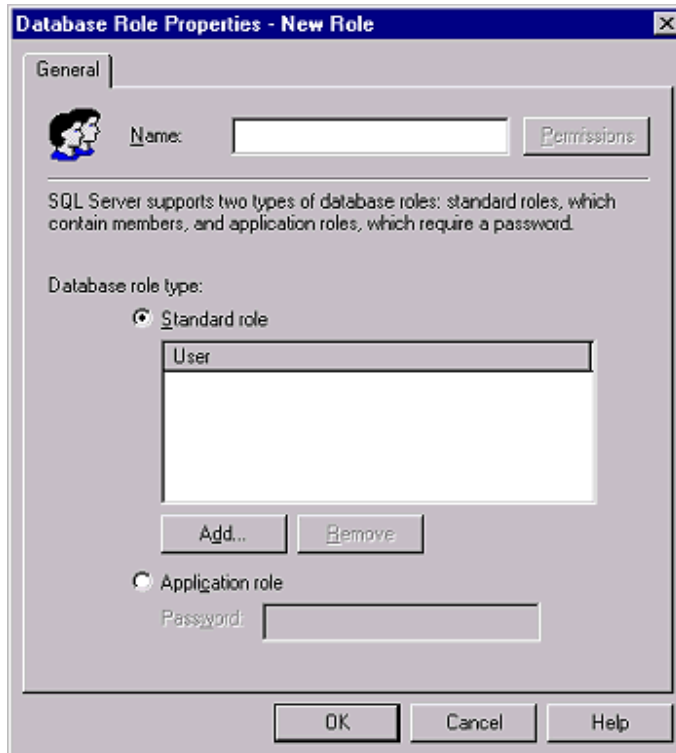 Database Role Properties - New Role
General
Name:
Permissions
SQL Server supports two types of database roles: standard roles, which
contain members, and application roles, which require a password.
Database role type:
Standard role
User
Add...
Remove
Application role
Password:
OK
Cancel
Help